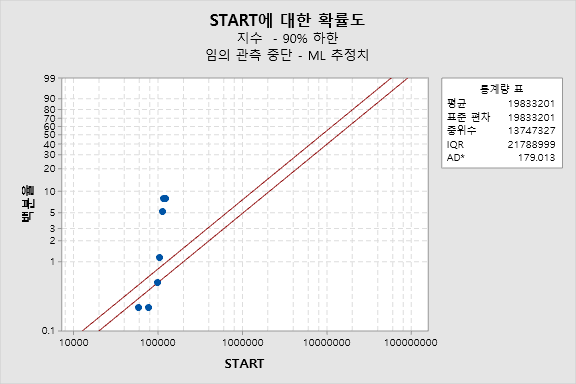 START에 대한 확률도
지수 - 90% 하한
임의 관측 중단 - ML 추정치
99
90
80
70
60
50
40
30
20
10
5
3
2
1
0.1
백분율
10000
100000
1000000
10000000
100000000
START
통계량 표
평균 19833201
표준 편차 19833201
중위수 13747327
IQR 21788999
AD* 179.013